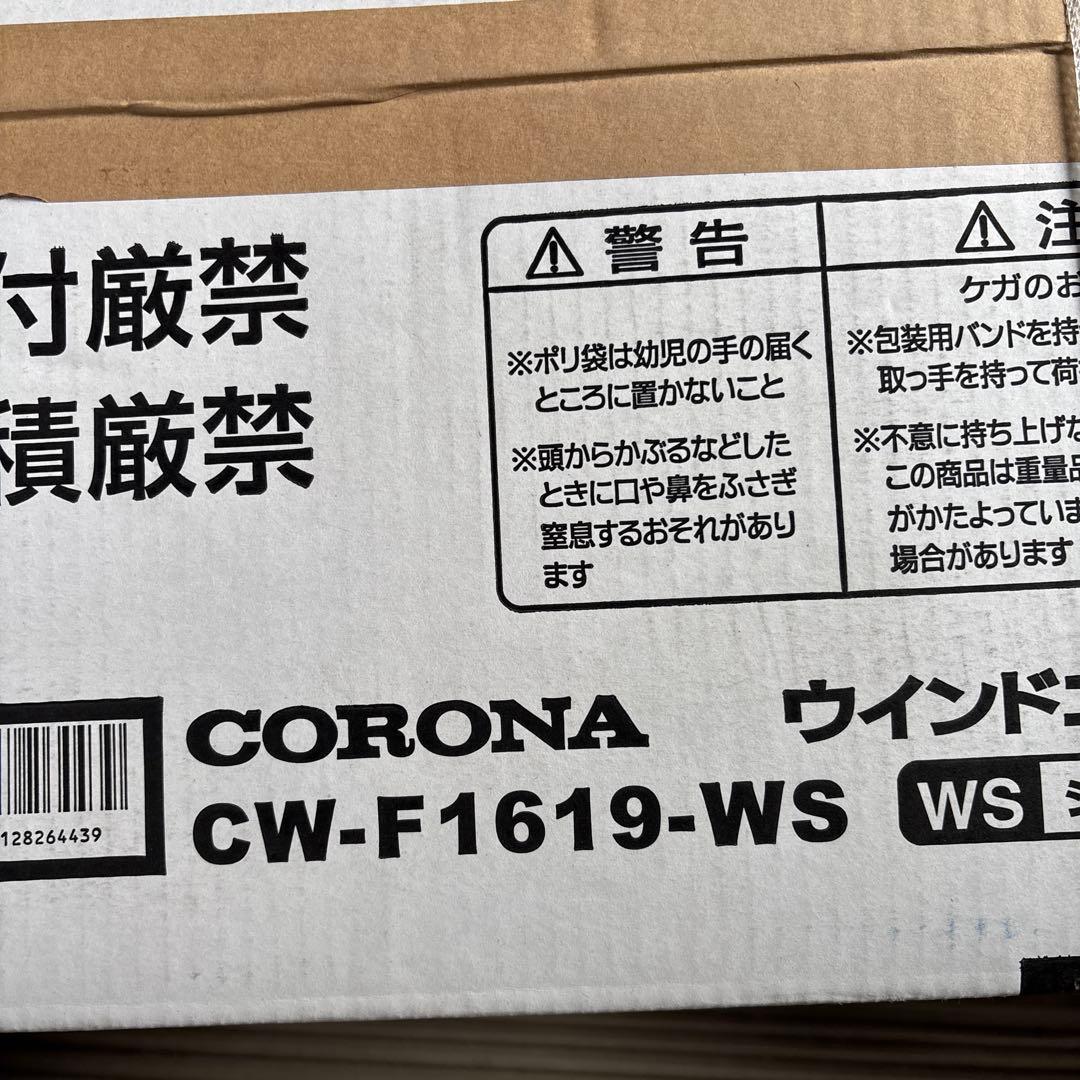 付厳禁
積厳禁
警告
※ポリ袋は幼児の手の届く
ところに置かないこと
※頭からかぶるなどした
ときに口や鼻をふさぎ
窒息するおそれがあり
ます
注
ケガのお
※包装用バンドを持
取っ手を持って荷
※不意に持ち上げな
この商品は重量品
がかたよっていま
場合があります
128264439
CORONA
ウインド
CW-F1619-WS
WS